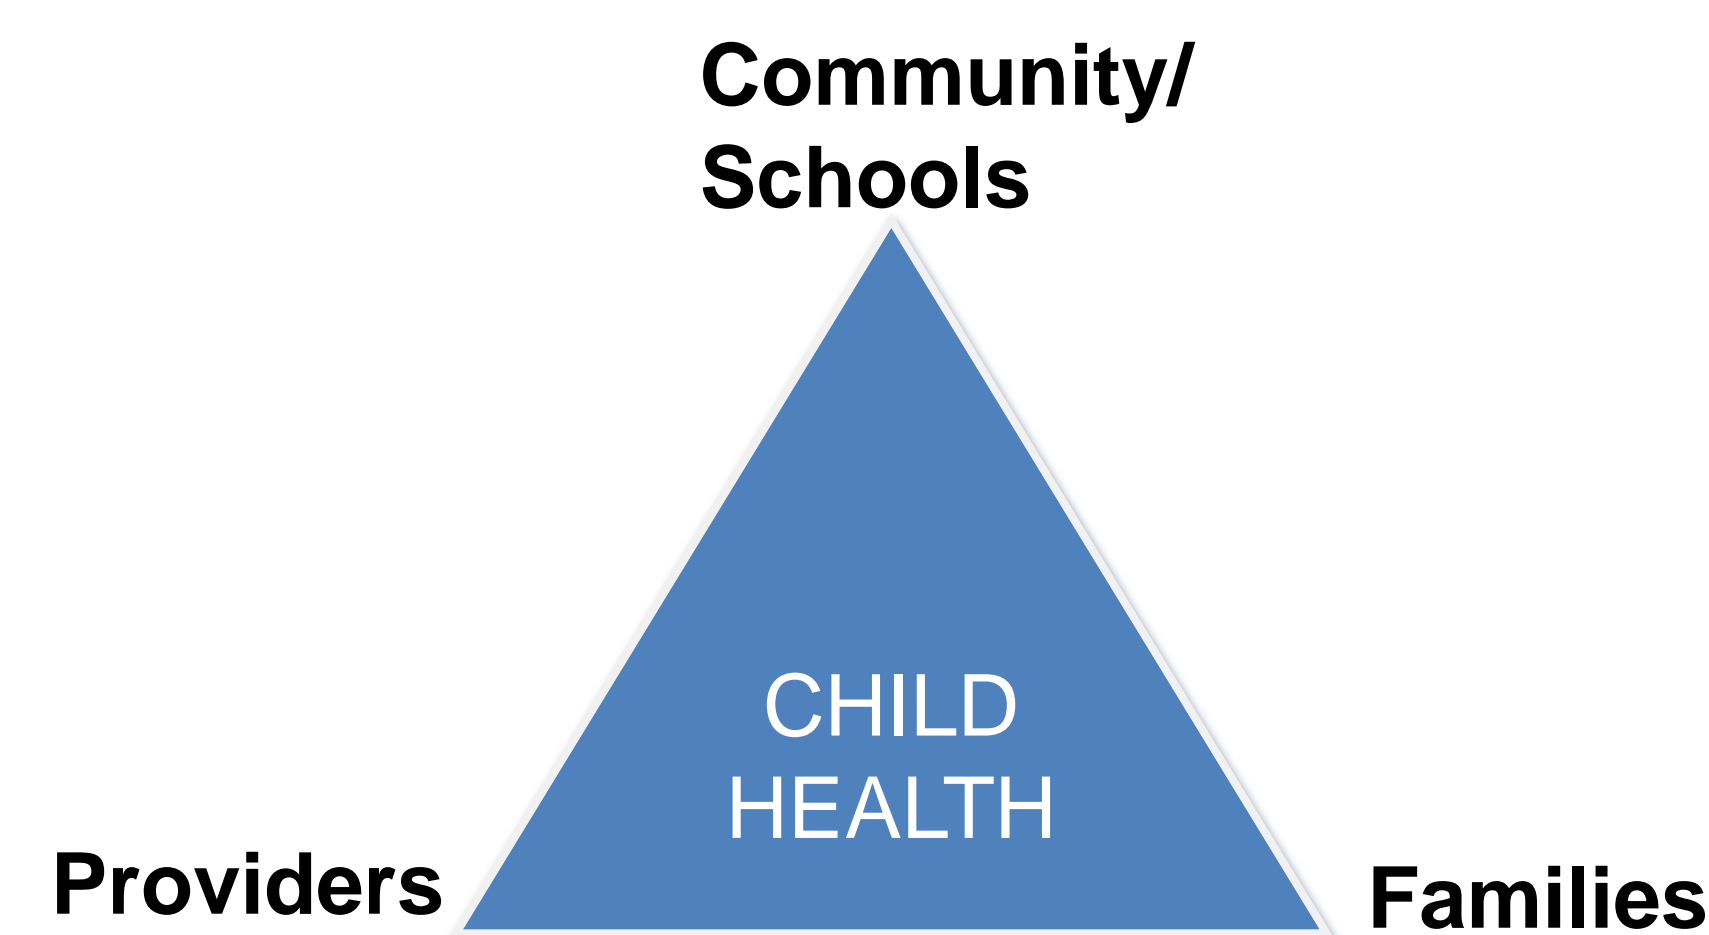 Community/
Schools
CHILD
HEALTH
Providers
Families